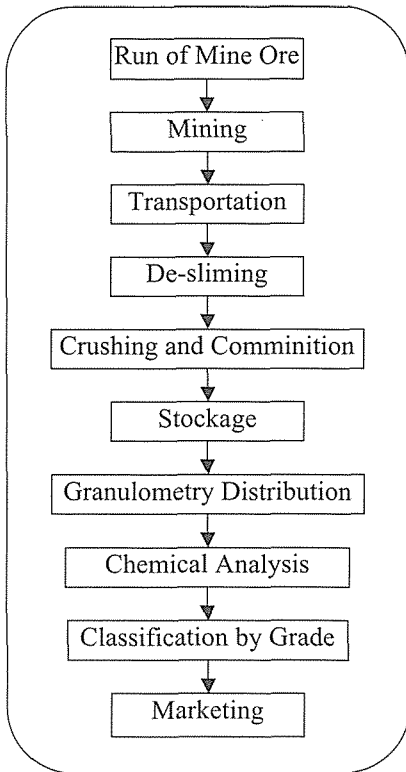 Run of Mine Ore
Mining
Transportation
De-sliming
Crushing and Comminition
Stockage
Granulometry Distribution
Chemical Analysis
Classification by Grade
Marketing